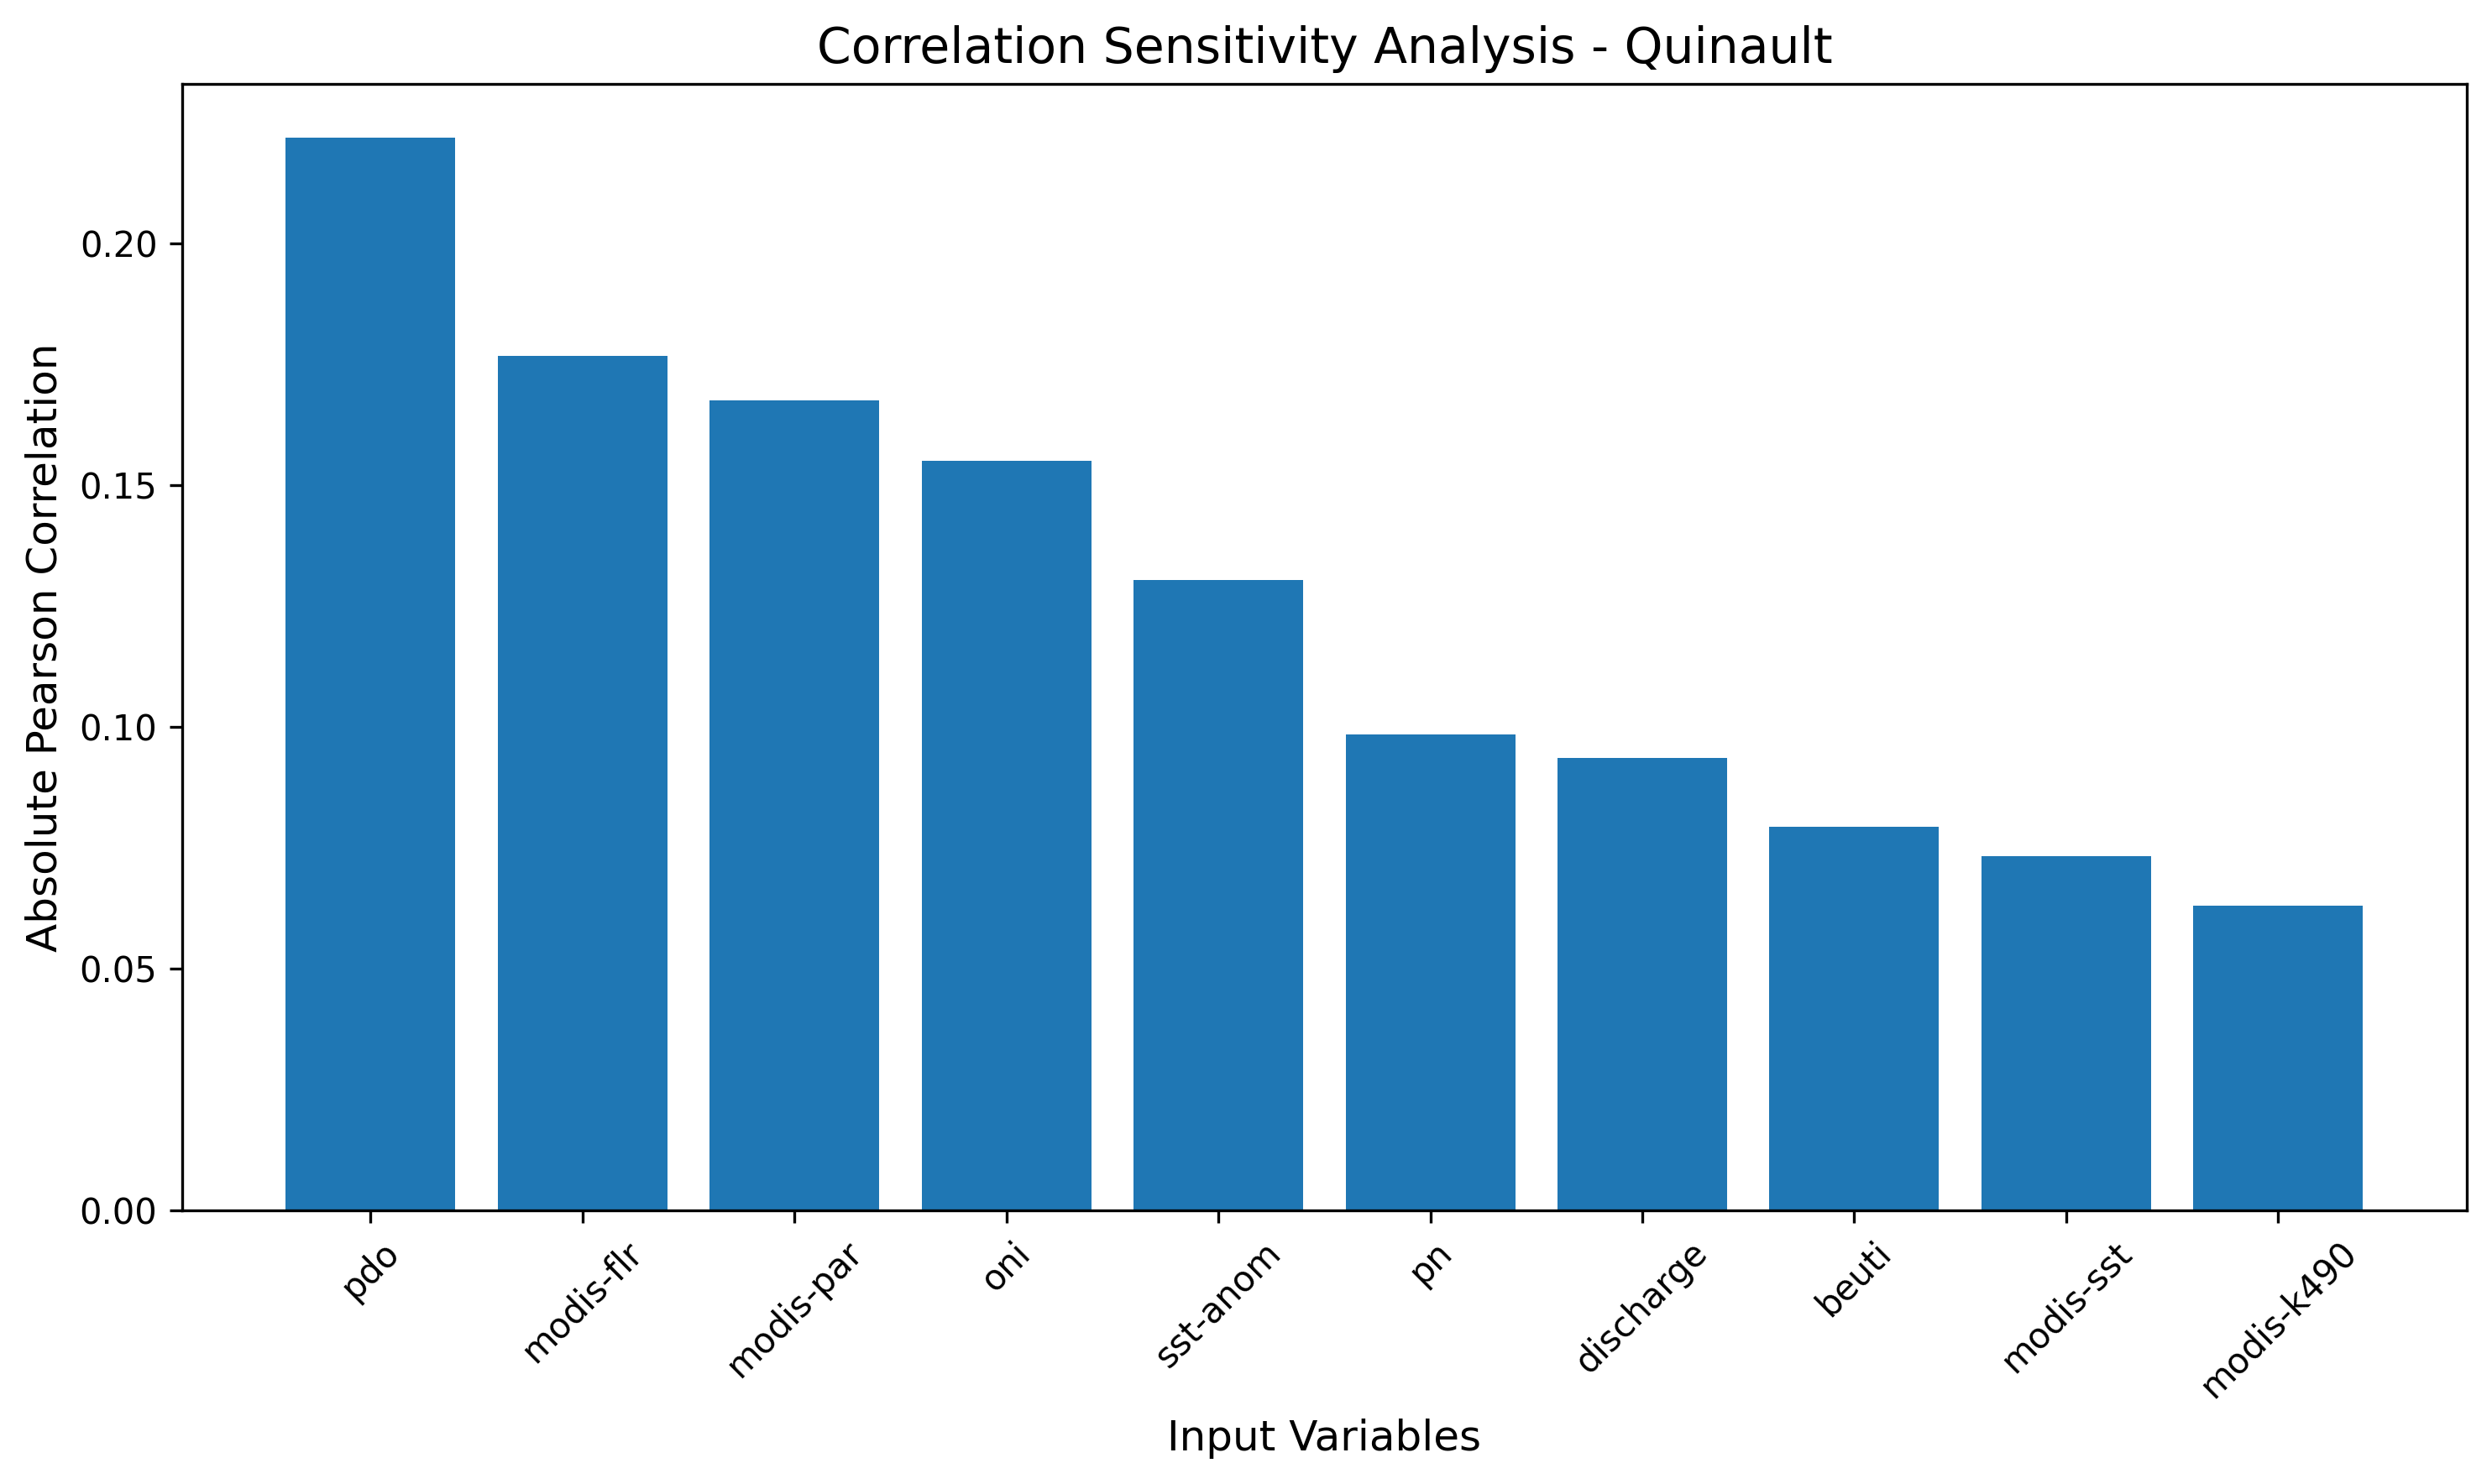 Correlation Sensitivity Analysis - Quinault
Absolute Pearson Correlation
0.20
0.15
0.10
0.05
0.00
pdo
modis-flr
modis-par
oni
sst-anom
pn
discharge
beuti
modis-sst
modis-k490
Input Variables